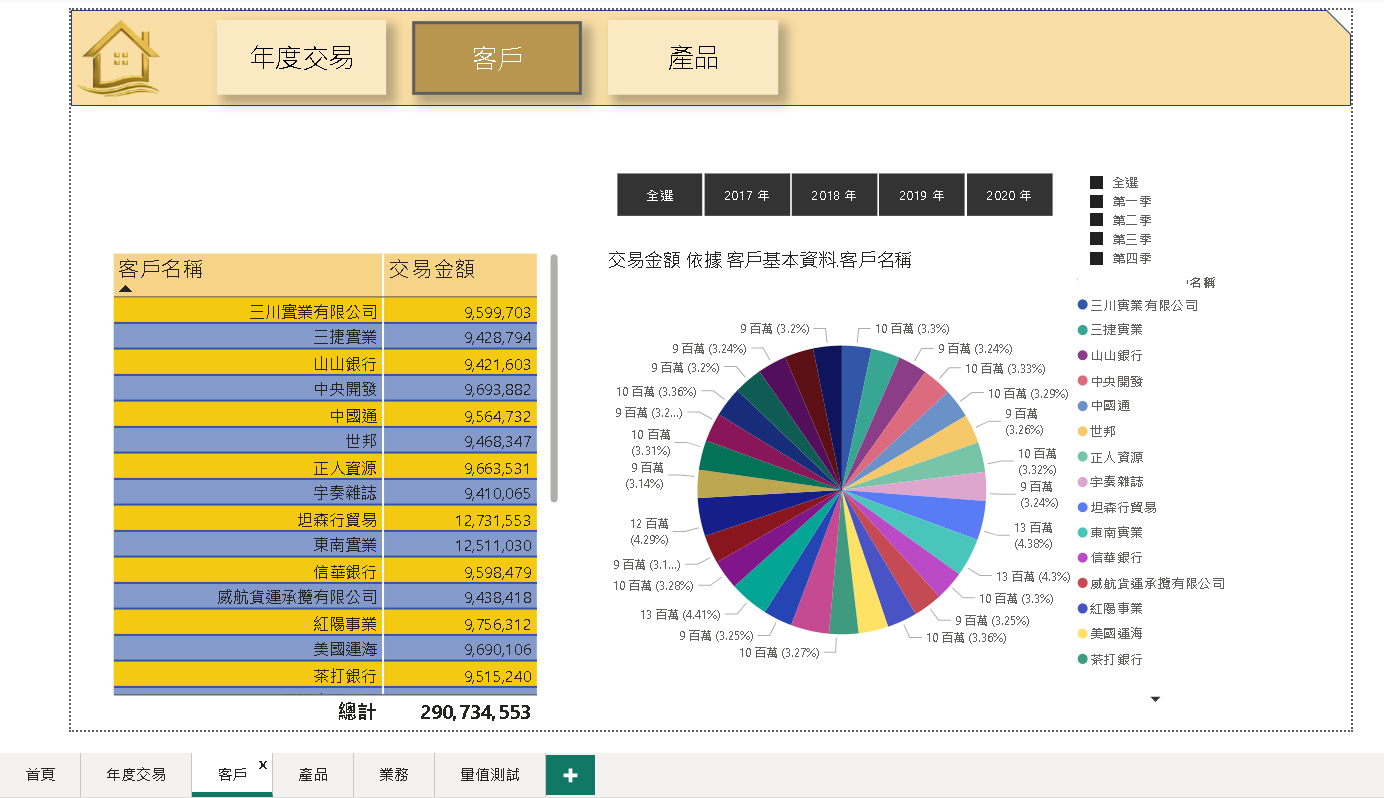 年度交易
客戶
產品
全選
2017 年
2018 年
2019 年
2020 年
全選
第一季
第二季
第三季
第四季
客戶名稱 交易金額
三川實業有限公司 9,599,703
三捷實業 9,428,794
山山銀行 9,421,603
中央開發 9,693,882
中國通 9,564,732
世邦 9,468,347
正人資源 9,663,531
宇泰雜誌 9,410,065
坦森行貿易 12,731,553
東南實業 12,511,030
信華銀行 9,598,479
威航貨運承攬有限公司 9,438,418
紅陽事業 9,756,312
美國運海 9,690,106
茶打銀行 9,515,240
總計 290,734,553
交易金額 依據 客戶基本資料.客戶名稱
10 百萬 (3.3%)
9 百萬 (3.24%)
10 百萬 (3.33%)
10 百萬 (3.29%)
9 百萬
(3.26%)
10 百萬
(3.32%)
9 百萬
(3.24%)
13 百萬
(4.38%)
13 百萬 (4.3%)
10 百萬 (3.3%)
9 百萬 (3.25%)
10 百萬 (3.36%)
10 百萬 (3.27%)
9 百萬 (3.25%)
13 百萬 (4.41%)
10 百萬 (3.28%)
9 百萬 (3.1...)
12 百萬
(4.29%)
9 百萬
(3.14%)
10 百萬
(3.31%)
9 百萬 (3.2...)
10 百萬 (3.36%)
9 百萬 (3.2%)
9 百萬 (3.24%)
9 百萬 (3.2%)
名稱
三川實業有限公司
三捷實業
山山銀行
中央開發
中國通
世邦
正人資源
宇泰雜誌
坦森行貿易
東南實業
信華銀行
威航貨運承攬有限公司
紅陽事業
美國運海
茶打銀行
首頁
年度交易
客戶
x
產品
業務
量值測試
+